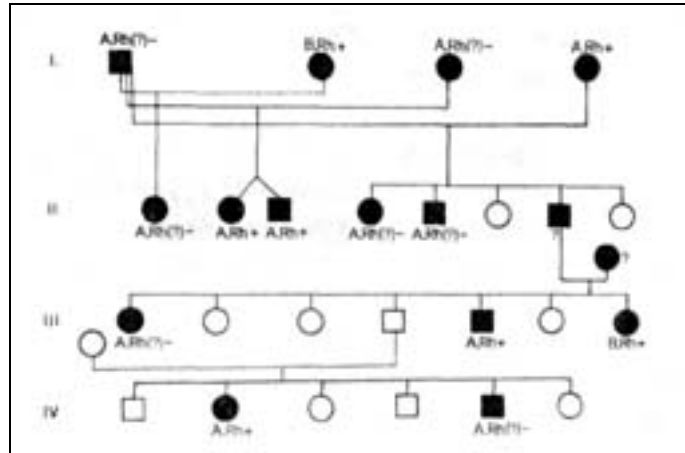 I.
A,Rh(?)− B,Rh+ A,Rh(?)− A,Rh+
II
A,Rh(?)− A,Rh+ A,Rh+ A,Rh(?)− A,Rh(?)− ?
?
III
A,Rh(?)− A,Rh+ B,Rh+
IV
A,Rh+ A,Rh(?)−